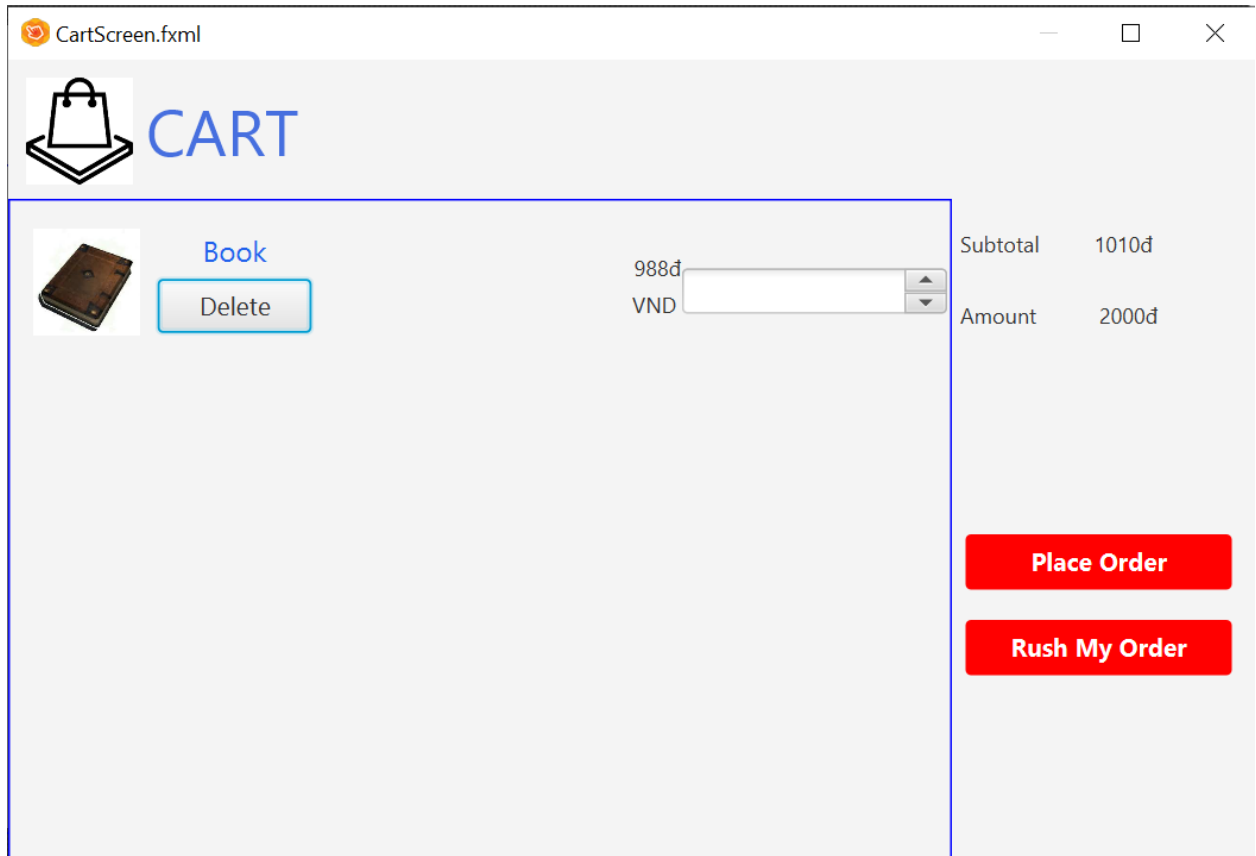 CartScreen.fxml
CART
Book
Delete
988đ
VND
Subtotal 1010đ
Amount 2000đ
Place Order
Rush My Order